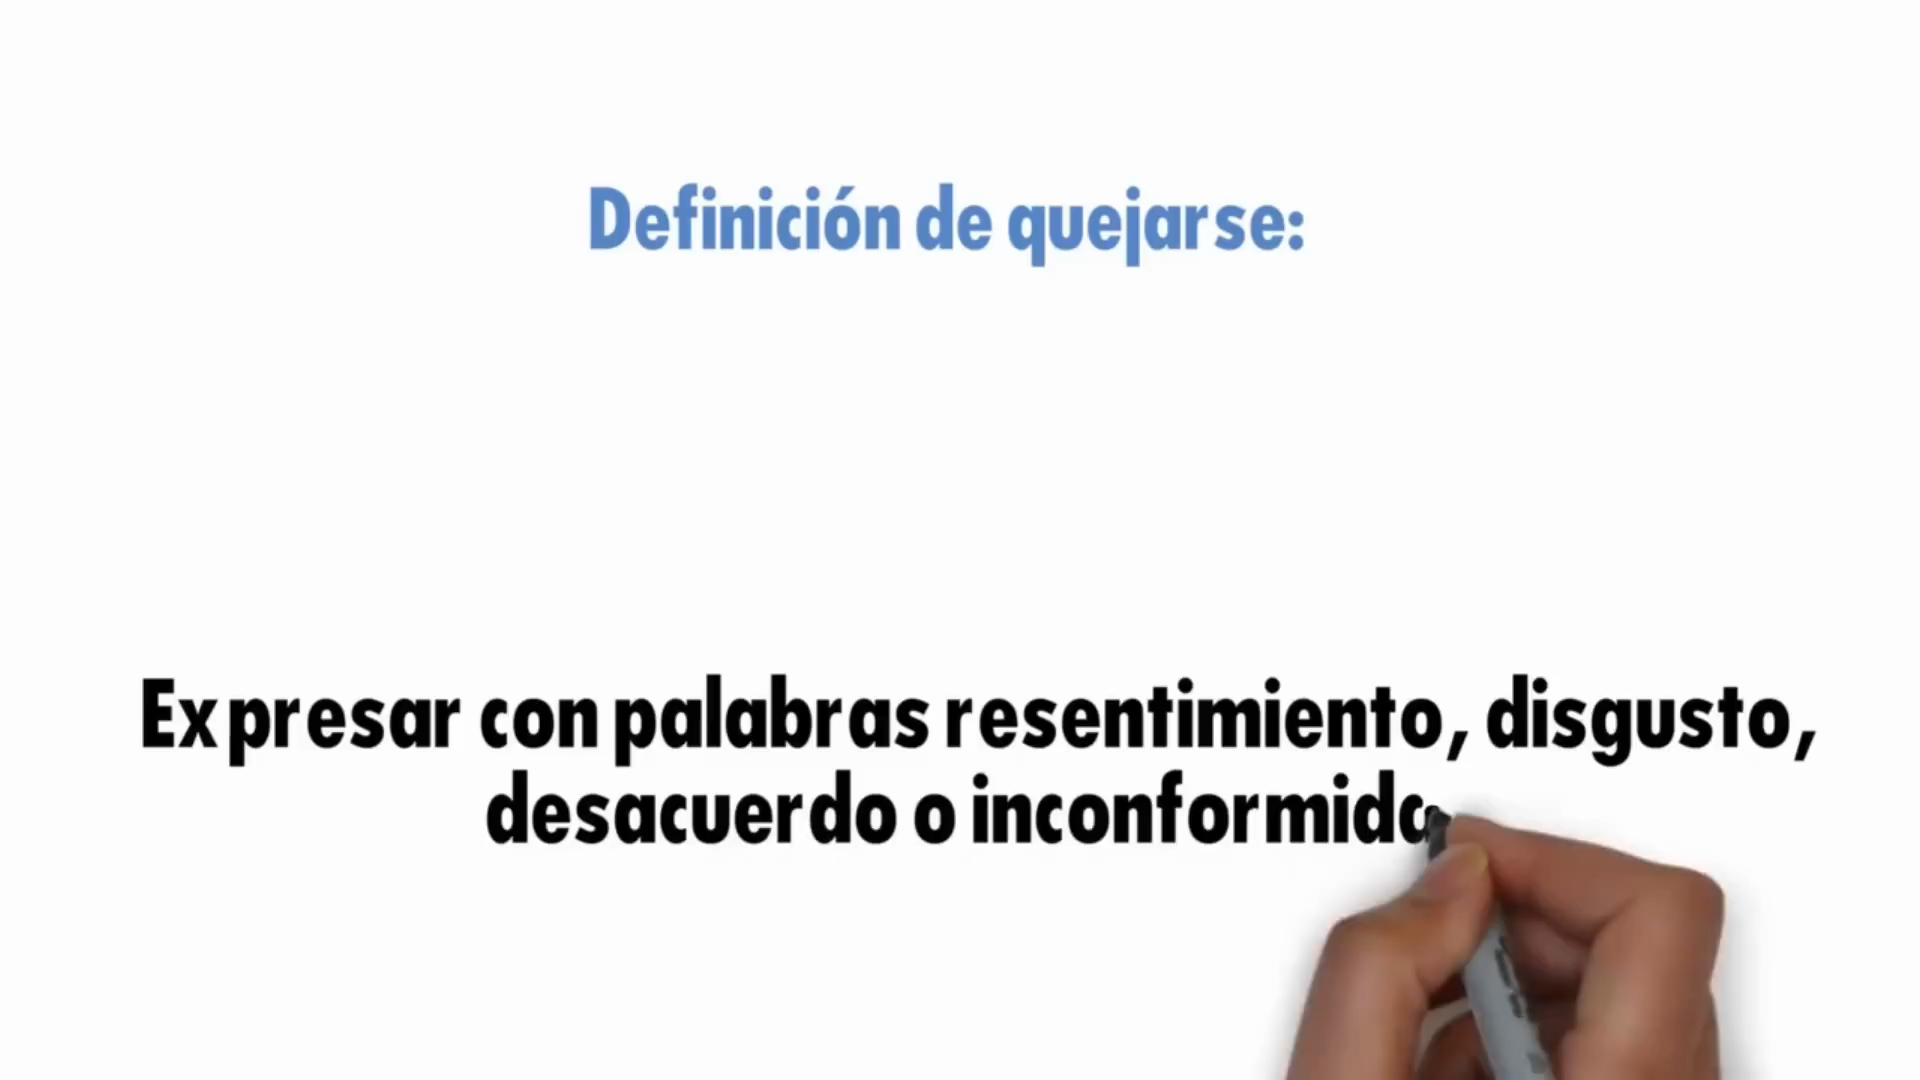 Definición de quejarse:
Expresar con palabras resentimiento, disgusto,
desacuerdo o inconformida